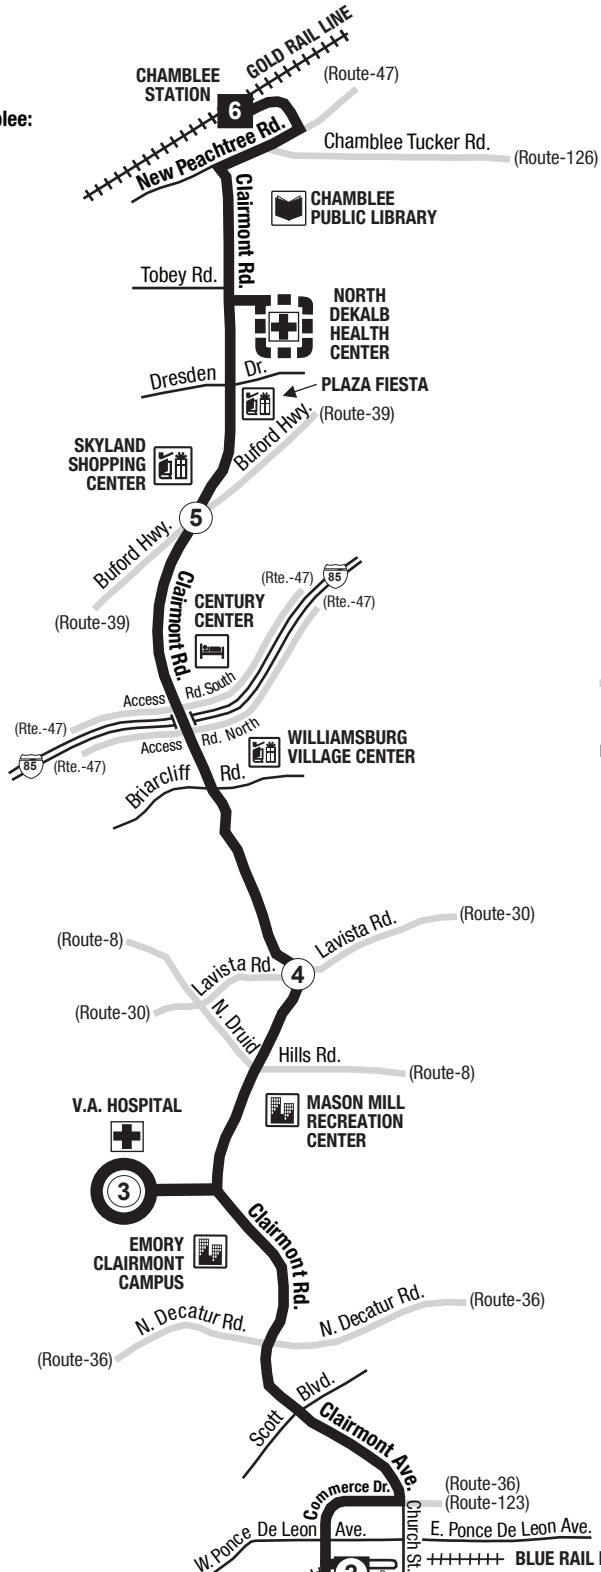 GOLD RAIL LINE
CHAMBLEE
STATION
(Route-47)
6
New Peachtree Rd.
Chamblee Tucker Rd.
(Route-126)
Clairmont Rd.
CHAMBLEE
PUBLIC LIBRARY
Tobey Rd.
NORTH
DEKALB
HEALTH
CENTER
Dresden Dr.
PLAZA FIESTA
Buford Hwy.
(Route-39)
SKYLAND
SHOPPING
CENTER
5
Buford Hwy.
(Route-39)
Clairmont Rd.
CENTURY
CENTER
(Rte.-47)
85
(Rte.-47)
Access Rd. South
(Rte.-47)
Access Rd. North
85
(Rte.-47)
WILLIAMSBURG
VILLAGE CENTER
Briarcliff Rd.
(Route-8)
Lavista Rd.
(Route-30)
Lavista Rd.
4
(Route-30)
N. Druid Hills Rd.
(Route-8)
MASON MILL
RECREATION
CENTER
V.A. HOSPITAL
3
EMORY
CLAIRMONT
CAMPUS
Clairmont Rd.
N. Decatur Rd.
N. Decatur Rd.
(Route-36)
(Route-36)
Scott Blvd.
Clairmont Ave.
Commerce Dr.
(Route-36)
(Route-123)
Church St.
W. Ponce De Leon Ave.
E. Ponce De Leon Ave.
BLUE RAIL
2